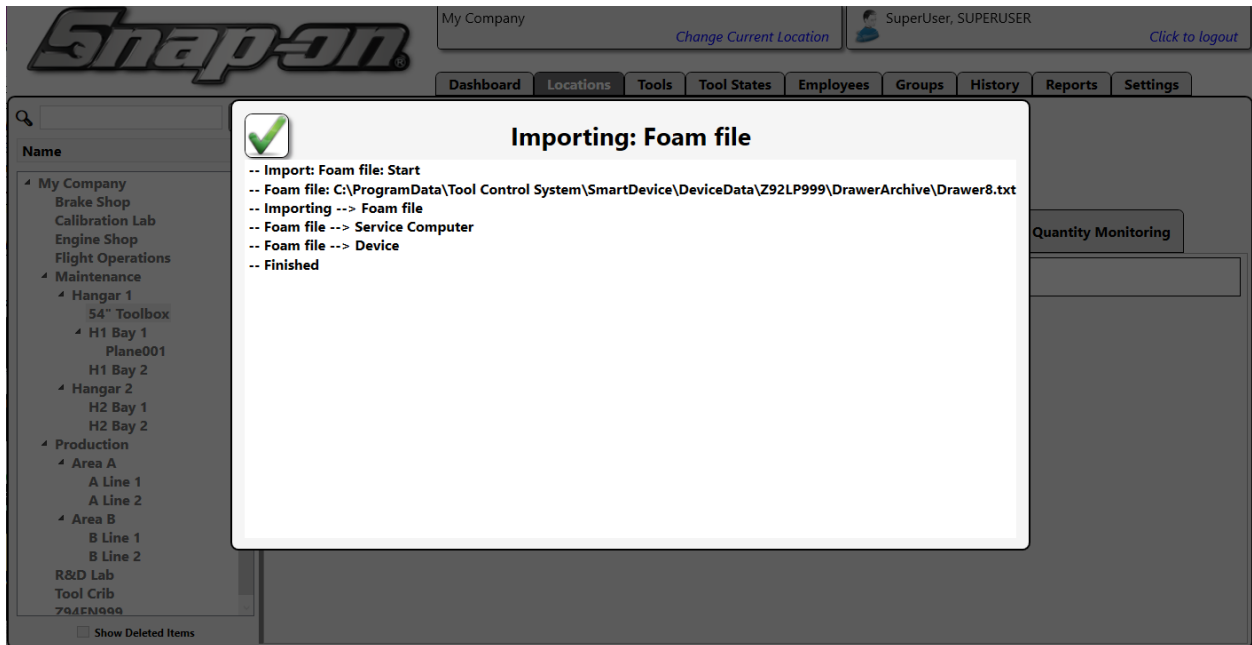 Snap-on®
My Company
Change Current Location
SuperUser, SUPERUSER
Click to logout
Dashboard
Locations
Tools
Tool States
Employees
Groups
History
Reports
Settings
Name
My Company
Brake Shop
Calibration Lab
Engine Shop
Flight Operations
Maintenance
Hangar 1
54" Toolbox
H1 Bay 1
Plane001
H1 Bay 2
Hangar 2
H2 Bay 1
H2 Bay 2
Production
Area A
A Line 1
A Line 2
Area B
B Line 1
B Line 2
R&D Lab
Tool Crib
Z94FN999
Show Deleted Items
Importing: Foam file
-- Import: Foam file: Start
-- Foam file: C:\ProgramData\Tool Control System\SmartDevice\DeviceData\Z92LP999\DrawerArchive\Drawer8.txt
-- Importing --> Foam file
-- Foam file --> Service Computer
-- Foam file --> Device
-- Finished
Quantity Monitoring